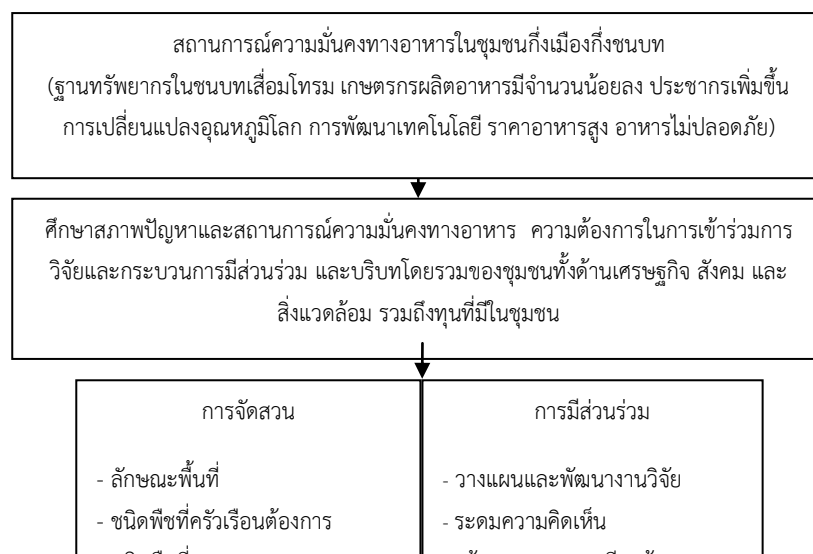 สถานการณ์ความมั่นคงทางอาหารในชุมชนกึ่งเมืองกึ่งชนบท
(ฐานทรัพยากรในชนบทเสื่อมโทรม เกษตรกรผลิตอาหารมีจำนวนน้อยลง ประชากรเพิ่มขึ้น
การเปลี่ยนแปลงอุณหภูมิโลก การพัฒนาเทคโนโลยี ราคาอาหารสูง อาหารไม่ปลอดภัย)
ศึกษาสภาพปัญหาและสถานการณ์ความมั่นคงทางอาหาร ความต้องการในการเข้าร่วมการ
วิจัยและกระบวนการมีส่วนร่วม และบริบทโดยรวมของชุมชนทั้งด้านเศรษฐกิจ สังคม และ
สิ่งแวดล้อม รวมถึงทุนที่มีในชุมชน
การจัดสวน
- ลักษณะพื้นที่
- ชนิดพืชที่ครัวเรือนต้องการ
การมีส่วนร่วม
- วางแผนและพัฒนางานวิจัย
- ระดมความคิดเห็น